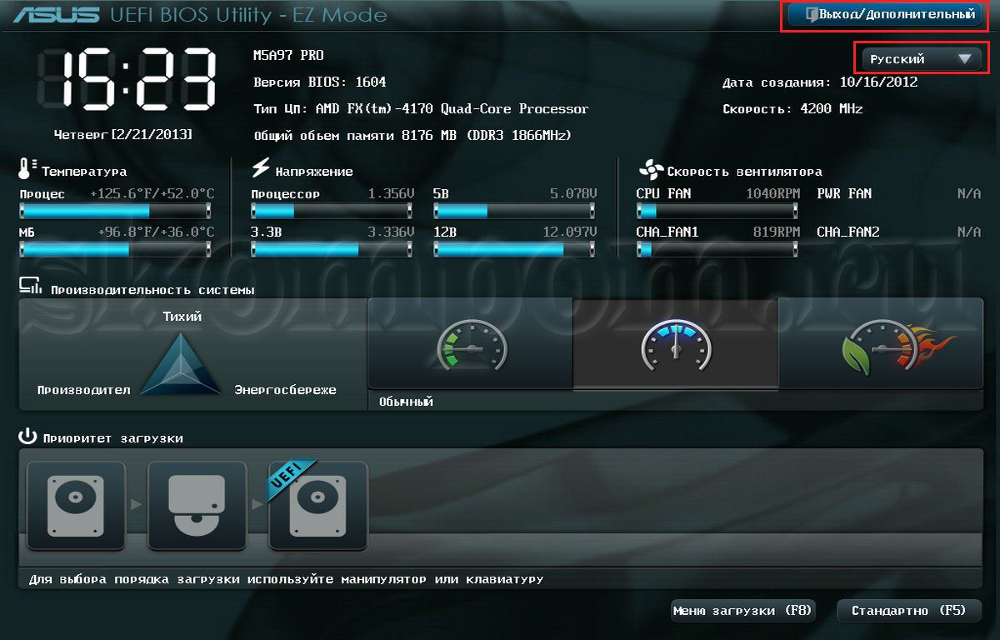 ASUS UEFI BIOS Utility - EZ Mode
Выход/Дополнительный
15:23
Четверг[2/21/2013]
M5A97 PRO
Версия BIOS: 1604
Тип ЦП: AMD FX(tm)-4170 Quad-Core Processor
Общий объем памяти 8176 MB (DDR3 1866MHz)
Русский
Дата создания: 10/16/2012
Скорость: 4200 MHz
Температура
Процес +125.6°F/+52.0°C
МБ +96.8°F/+36.0°C
Напряжение
Процессор 1.356V 5В 5.078V
3.3В 3.336V 12В 12.097V
Скорость вентилятора
CPU FAN 1040RPM PWR FAN N/A
CHA_FAN1 819RPM CHA_FAN2 N/A
skompom.ru
Производительность системы
Тихий
Производител
Энергосбереже
Обычный
Приоритет загрузки
UEFI
Для выбора порядка загрузки используйте манипулятор или клавиатуру
Меню загрузки (F8)
Стандартно (F5)